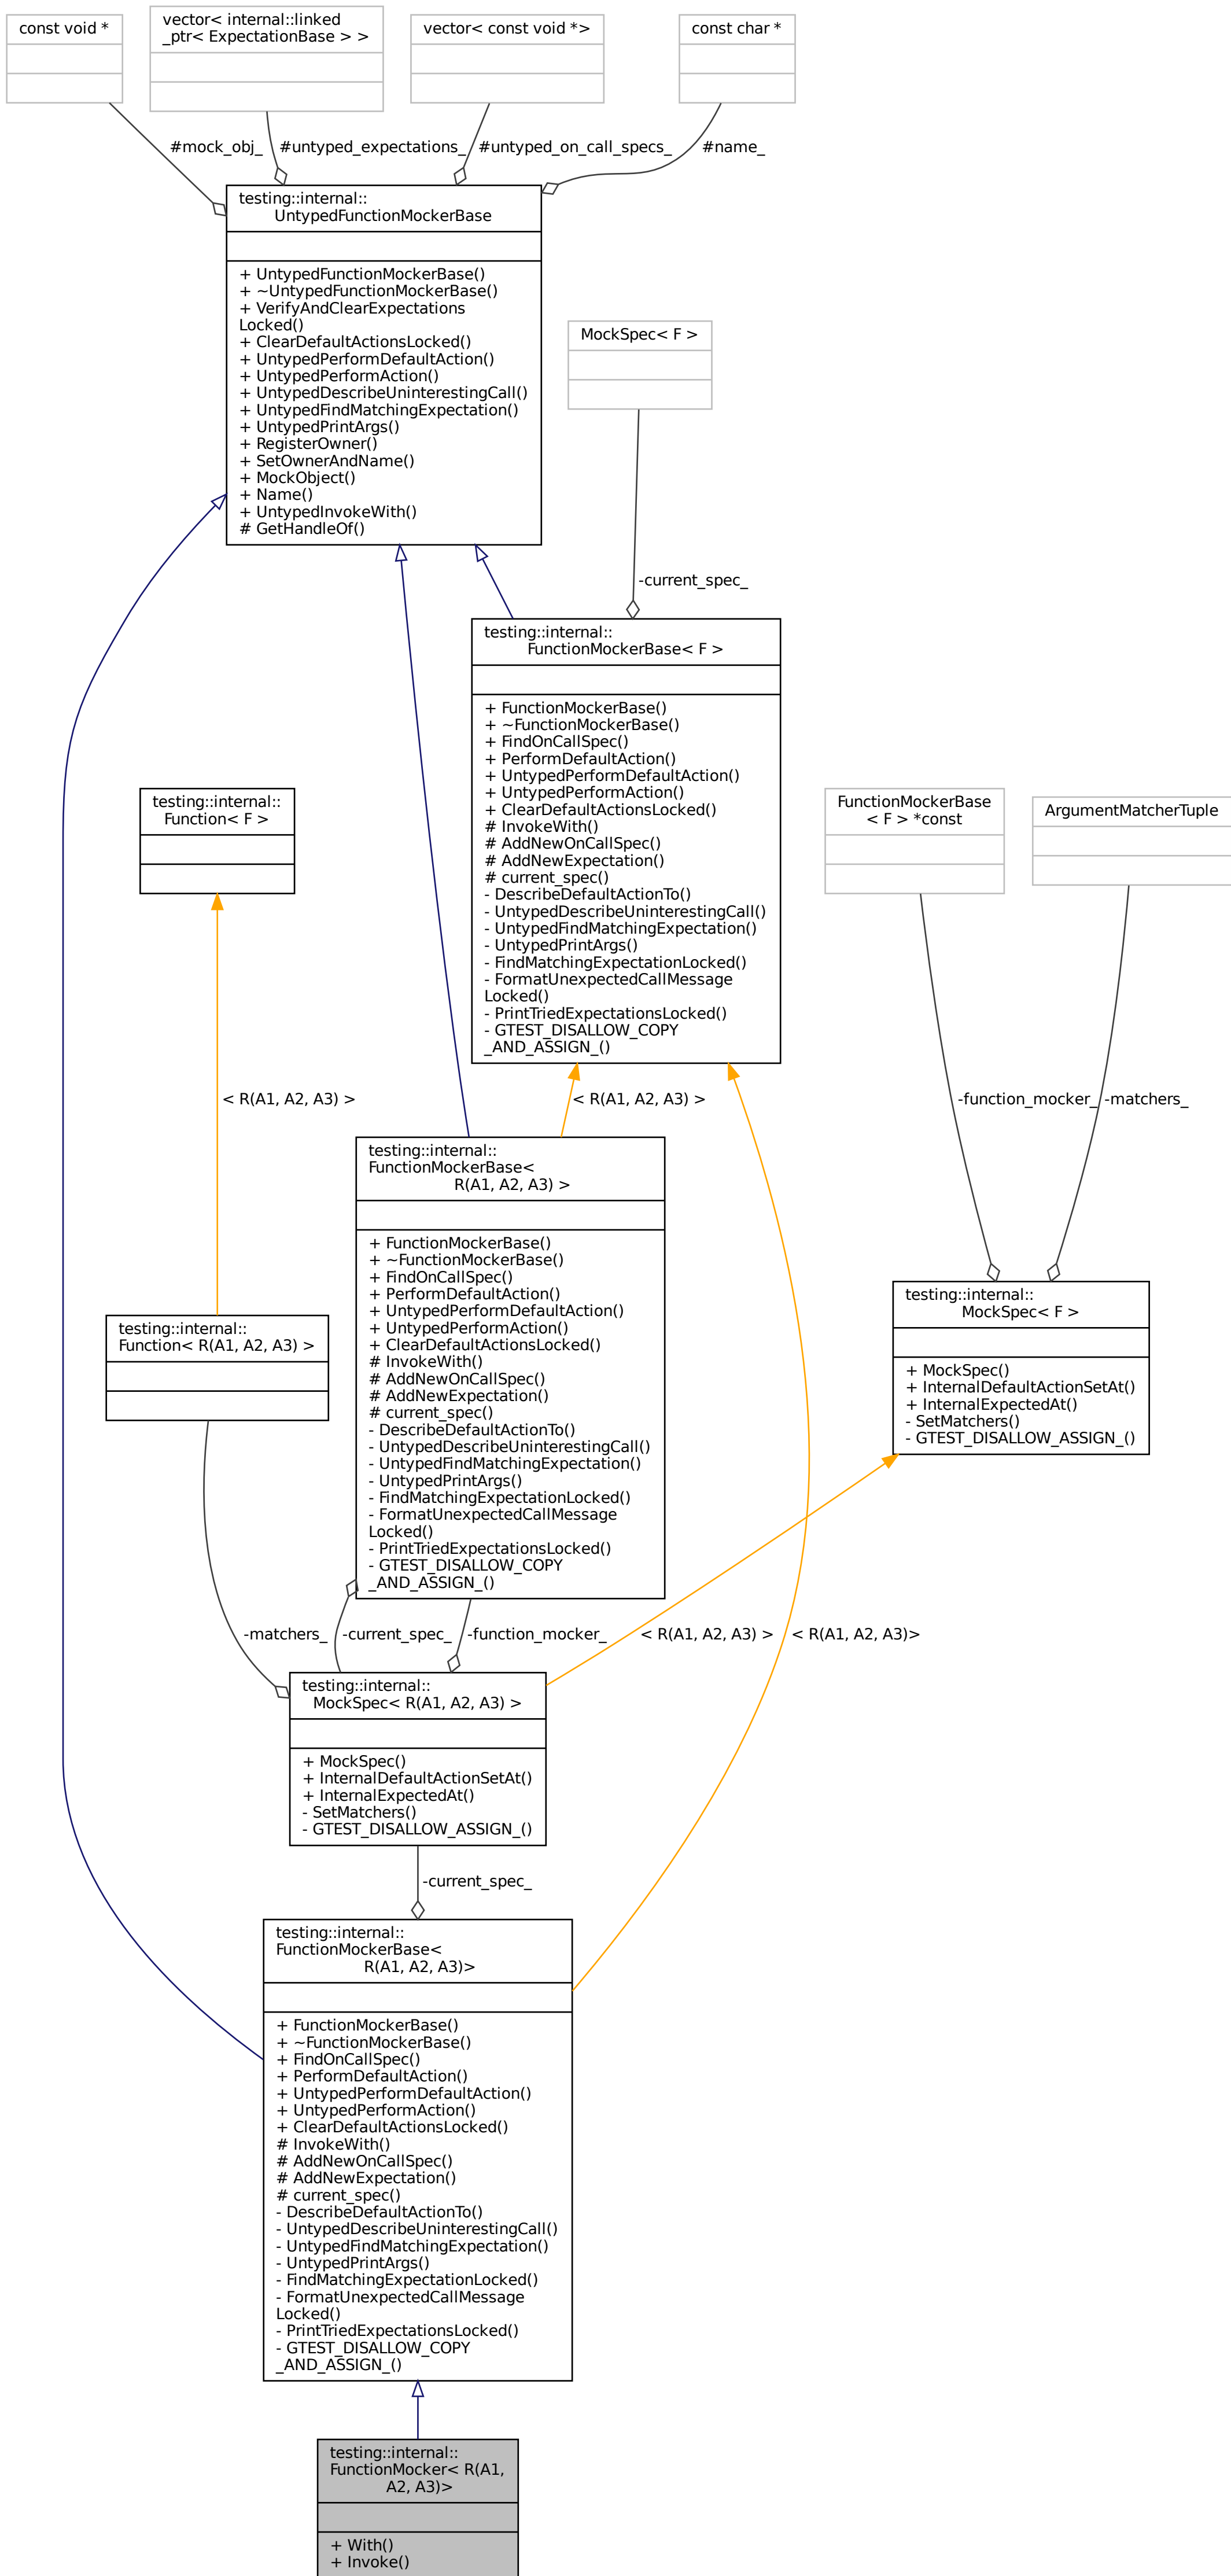 const void *
vector< internal::linked
_ptr< ExpectationBase > >
vector< const void *>
const char *
#mock_obj_
#untyped_expectations_
#untyped_on_call_specs_
#name_
testing::internal::
UntypedFunctionMockerBase
+ UntypedFunctionMockerBase()
+ ~UntypedFunctionMockerBase()
+ VerifyAndClearExpectations
Locked()
+ ClearDefaultActionsLocked()
+ UntypedPerformDefaultAction()
+ UntypedPerformAction()
+ UntypedDescribeUninterestingCall()
+ UntypedFindMatchingExpectation()
+ UntypedPrintArgs()
+ RegisterOwner()
+ SetOwnerAndName()
+ MockObject()
+ Name()
+ UntypedInvokeWith()
# GetHandleOf()
MockSpec< F >
-current_spec_
testing::internal::
FunctionMockerBase< F >
+ FunctionMockerBase()
+ ~FunctionMockerBase()
+ FindOnCallSpec()
+ PerformDefaultAction()
+ UntypedPerformDefaultAction()
+ UntypedPerformAction()
+ ClearDefaultActionsLocked()
# InvokeWith()
# AddNewOnCallSpec()
# AddNewExpectation()
# current_spec()
- DescribeDefaultActionTo()
- UntypedDescribeUninterestingCall()
- UntypedFindMatchingExpectation()
- UntypedPrintArgs()
- FindMatchingExpectationLocked()
- FormatUnexpectedCallMessage
Locked()
- PrintTriedExpectationsLocked()
- GTEST_DISALLOW_COPY
_AND_ASSIGN_()
testing::internal::
Function< F >
FunctionMockerBase
< F > *const
ArgumentMatcherTuple
< R(A1, A2, A3) >
< R(A1, A2, A3) >
-function_mocker_
-matchers_
testing::internal::
FunctionMockerBase<
R(A1, A2, A3) >
+ FunctionMockerBase()
+ ~FunctionMockerBase()
+ FindOnCallSpec()
+ PerformDefaultAction()
+ UntypedPerformDefaultAction()
+ UntypedPerformAction()
+ ClearDefaultActionsLocked()
# InvokeWith()
# AddNewOnCallSpec()
# AddNewExpectation()
# current_spec()
- DescribeDefaultActionTo()
- UntypedDescribeUninterestingCall()
- UntypedFindMatchingExpectation()
- UntypedPrintArgs()
- FindMatchingExpectationLocked()
- FormatUnexpectedCallMessage
Locked()
- PrintTriedExpectationsLocked()
- GTEST_DISALLOW_COPY
_AND_ASSIGN_()
testing::internal::
Function< R(A1, A2, A3) >
testing::internal::
MockSpec< F >
+ MockSpec()
+ InternalDefaultActionSetAt()
+ InternalExpectedAt()
- SetMatchers()
- GTEST_DISALLOW_ASSIGN_()
-matchers_
-current_spec_
-function_mocker_
< R(A1, A2, A3) >
< R(A1, A2, A3)>
testing::internal::
MockSpec< R(A1, A2, A3) >
+ MockSpec()
+ InternalDefaultActionSetAt()
+ InternalExpectedAt()
- SetMatchers()
- GTEST_DISALLOW_ASSIGN_()
-current_spec_
testing::internal::
FunctionMockerBase<
R(A1, A2, A3)>
+ FunctionMockerBase()
+ ~FunctionMockerBase()
+ FindOnCallSpec()
+ PerformDefaultAction()
+ UntypedPerformDefaultAction()
+ UntypedPerformAction()
+ ClearDefaultActionsLocked()
# InvokeWith()
# AddNewOnCallSpec()
# AddNewExpectation()
# current_spec()
- DescribeDefaultActionTo()
- UntypedDescribeUninterestingCall()
- UntypedFindMatchingExpectation()
- UntypedPrintArgs()
- FindMatchingExpectationLocked()
- FormatUnexpectedCallMessage
Locked()
- PrintTriedExpectationsLocked()
- GTEST_DISALLOW_COPY
_AND_ASSIGN_()
testing::internal::
FunctionMocker< R(A1,
A2, A3)>
+ With()
+ Invoke()